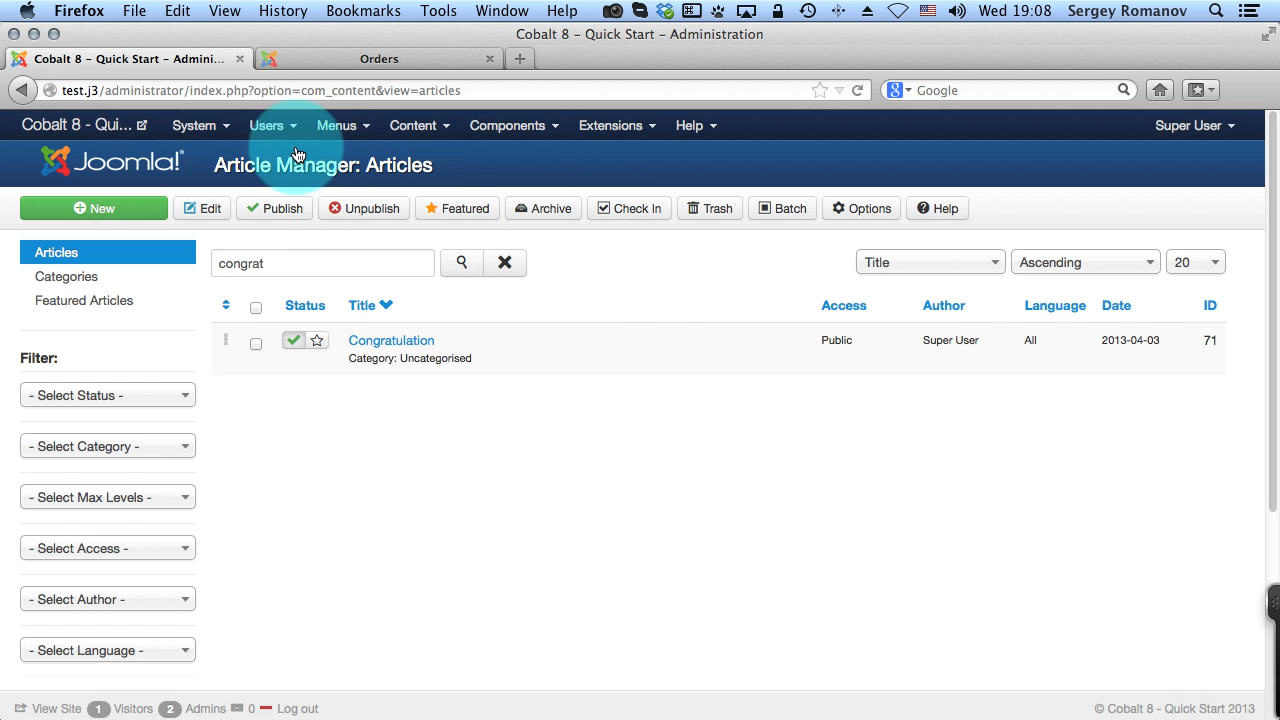 Firefox File Edit View History Bookmarks Tools Window Help Wed 19:08 Sergey Romanov
Cobalt 8 - Quick Start - Administration
Cobalt 8 - Quick Start - Admini... Orders
test.j3/administrator/index.php?option=com_content&view=articles Google
Cobalt 8 - Qui... System Users Menus Content Components Extensions Help Super User
Joomla! Article Manager: Articles
New Edit Publish Unpublish Featured Archive Check In Trash Batch Options Help
Articles
Categories
Featured Articles
congrat Title Ascending 20
Status Title Access Author Language Date ID
Congratulation Public Super User All 2013-04-03 71
Category: Uncategorised
Filter:
- Select Status -
- Select Category -
- Select Max Levels -
- Select Access -
- Select Author -
- Select Language -
View Site 1 Visitors 2 Admins 0 Log out © Cobalt 8 - Quick Start 2013